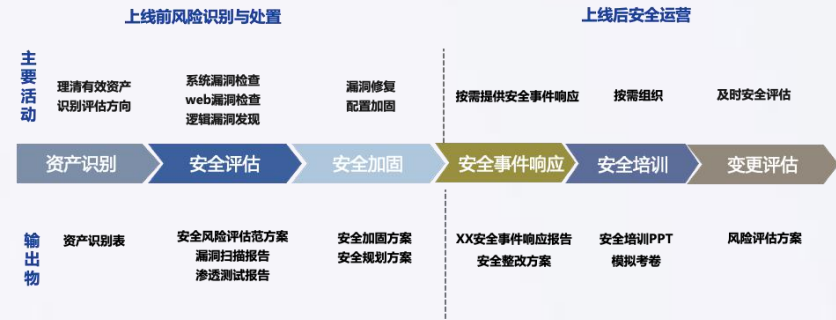 上线前风险识别与处置
上线后安全运营
主要活动
理清有效资产
识别评估方向
系统漏洞检查
web漏洞检查
逻辑漏洞发现
漏洞修复
配置加固
按需提供安全事件响应
按需组织
及时安全评估
资产识别
安全评估
安全加固
安全事件响应
安全培训
变更评估
输出物
资产识别表
安全风险评估范方案
漏洞扫描报告
渗透测试报告
安全加固方案
安全规划方案
XX安全事件响应报告
安全整改方案
安全培训PPT
模拟考卷
风险评估方案